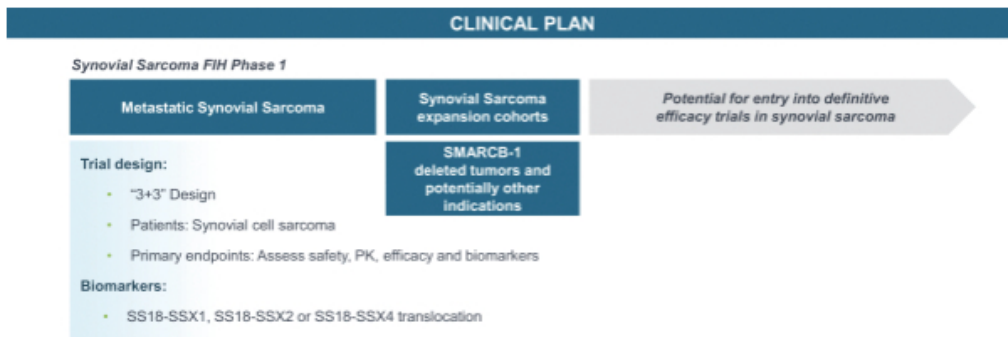 CLINICAL PLAN
Synovial Sarcoma FIH Phase 1
Metastatic Synovial Sarcoma
Synovial Sarcoma
expansion cohorts
Potential for entry into definitive
efficacy trials in synovial sarcoma
SMARCB-1
deleted tumors and
potentially other
indications
Trial design:
• "3+3" Design
• Patients: Synovial cell sarcoma
• Primary endpoints: Assess safety, PK, efficacy and biomarkers
Biomarkers:
• SS18-SSX1, SS18-SSX2 or SS18-SSX4 translocation